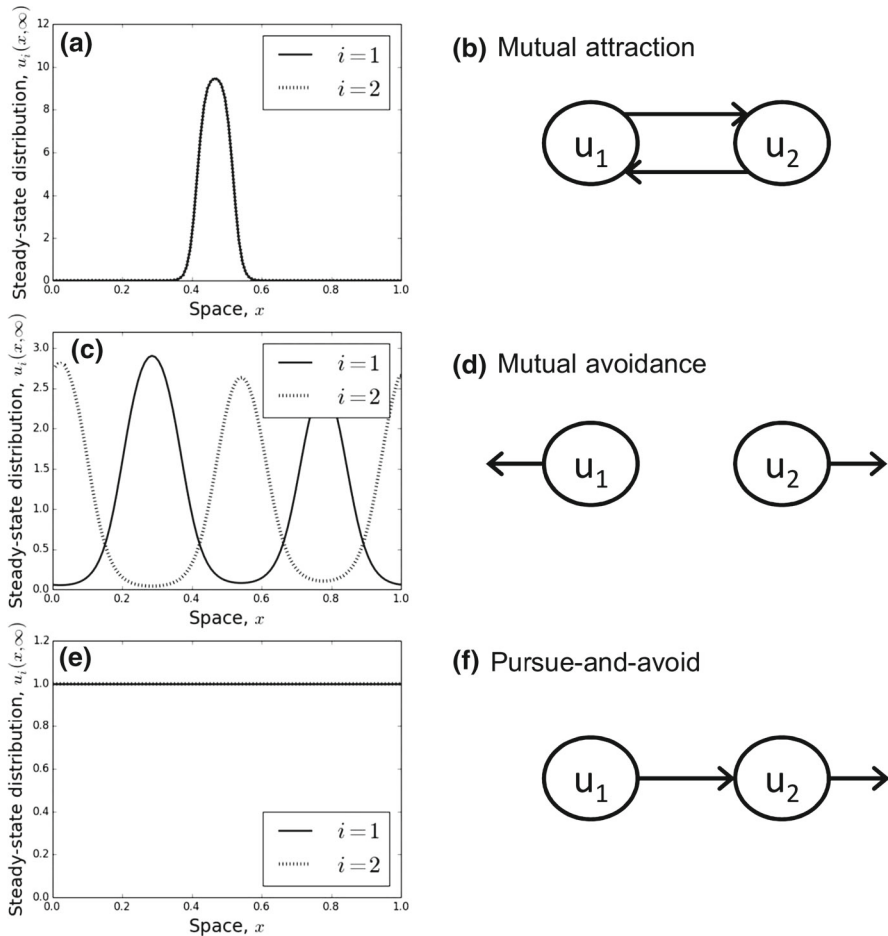 (a)
Steady-state distribution, u_i(x,∞)
12
10
8
6
4
2
0
i=1
i=2
0.0 0.2 0.4 0.6 0.8 1.0
Space, x
(b) Mutual attraction
u₁ u₂
(c)
Steady-state distribution, u_i(x,∞)
3.0
2.5
2.0
1.5
1.0
0.5
0.0
i=1
i=2
0.0 0.2 0.4 0.6 0.8 1.0
Space, x
(d) Mutual avoidance
u₁ u₂
(e)
Steady-state distribution, u_i(x,∞)
1.2
1.0
0.8
0.6
0.4
0.2
0.0
i=1
i=2
0.0 0.2 0.4 0.6 0.8 1.0
Space, x
(f) Pursue-and-avoid
u₁ u₂